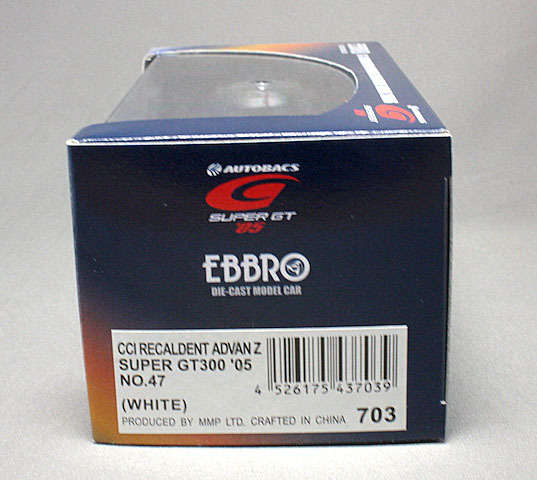 AUTOBACS
SUPER GT
'05
EBBRO
DIE-CAST MODEL CAR
CCI RECALDENT ADVAN Z
SUPER GT300 '05
NO.47
(WHITE)
4 526175 437039
PRODUCED BY MMP LTD. CRAFTED IN CHINA 703